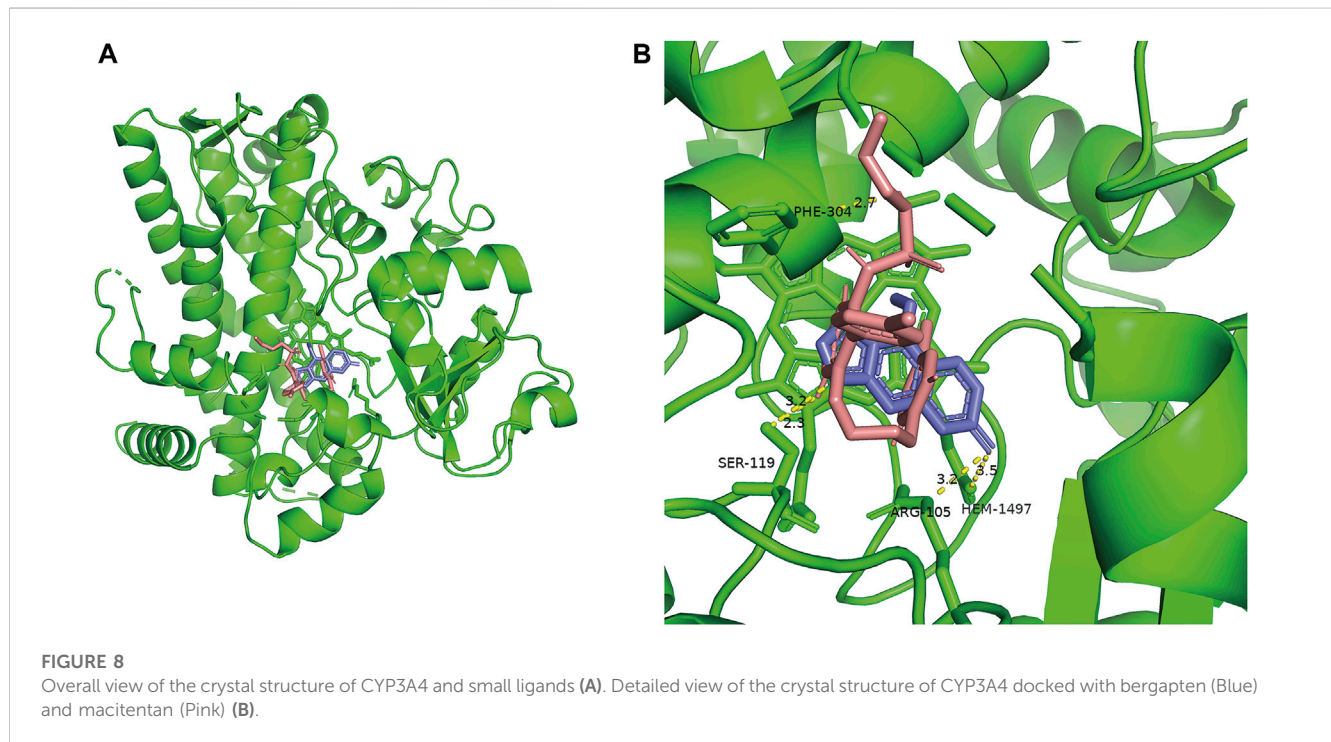 A
B
PHE-304
2.7
3.2
2.3
SER-119
3.2
3.5
ARG-105
HEM-1497
FIGURE 8
Overall view of the crystal structure of CYP3A4 and small ligands (A). Detailed view of the crystal structure of CYP3A4 docked with bergapten (Blue)
and macitentan (Pink) (B).